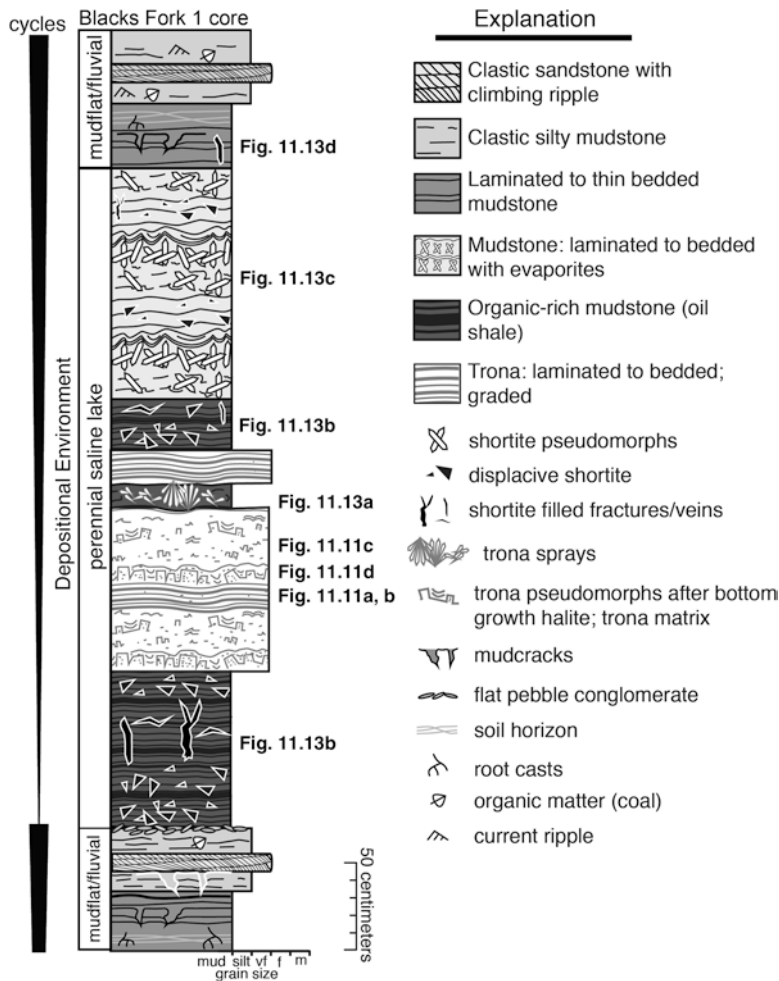 cycles
Blacks Fork 1 core
Depositional Environment
mudflat/fluvial
perennial saline lake
mudflat/fluvial
Fig. 11.13d
Fig. 11.13c
Fig. 11.13b
Fig. 11.13a
Fig. 11.11c
Fig. 11.11d
Fig. 11.11a, b
Fig. 11.13b
50 centimeters
mud silt vf f m
grain size
Explanation
Clastic sandstone with
climbing ripple
Clastic silty mudstone
Laminated to thin bedded
mudstone
Mudstone: laminated to bedded
with evaporites
Organic-rich mudstone (oil
shale)
Trona: laminated to bedded;
graded
shortite pseudomorphs
displacive shortite
shortite filled fractures/veins
trona sprays
trona pseudomorphs after bottom
growth halite; trona matrix
mudcracks
flat pebble conglomerate
soil horizon
root casts
organic matter (coal)
current ripple